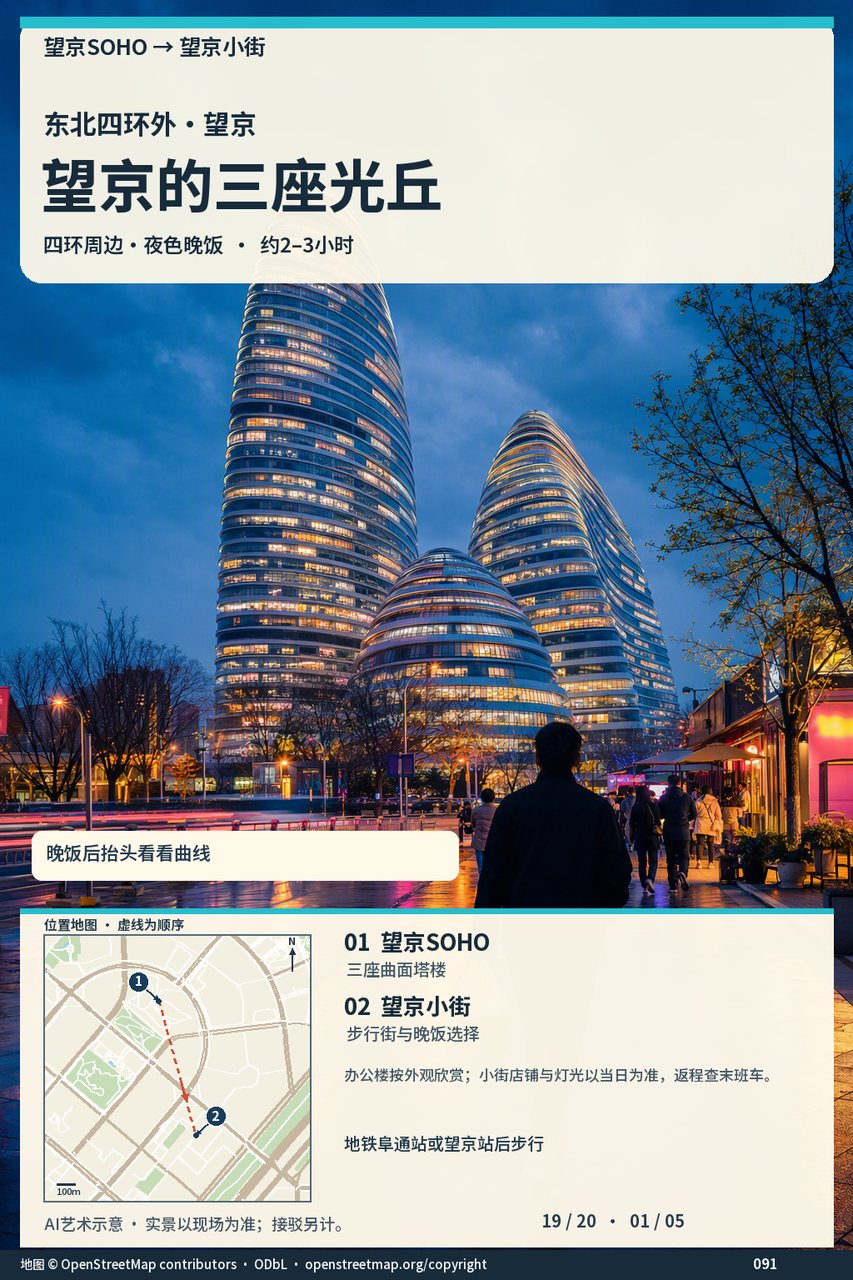 望京SOHO → 望京小街
东北四环外·望京
望京的三座光丘
四环周边·夜色晚饭 · 约2–3小时
晚饭后抬头看看曲线
位置地图 · 虚线为顺序
N
1
2
100m
01 望京SOHO
三座曲面塔楼
02 望京小街
步行街与晚饭选择
办公楼按外观欣赏；小街店铺与灯光以当日为准，返程查末班车。
地铁阜通站或望京站后步行
AI艺术示意 · 实景以现场为准；接驳另计。
19 / 20 · 01 / 05
地图 © OpenStreetMap contributors · ODbL · openstreetmap.org/copyright
091